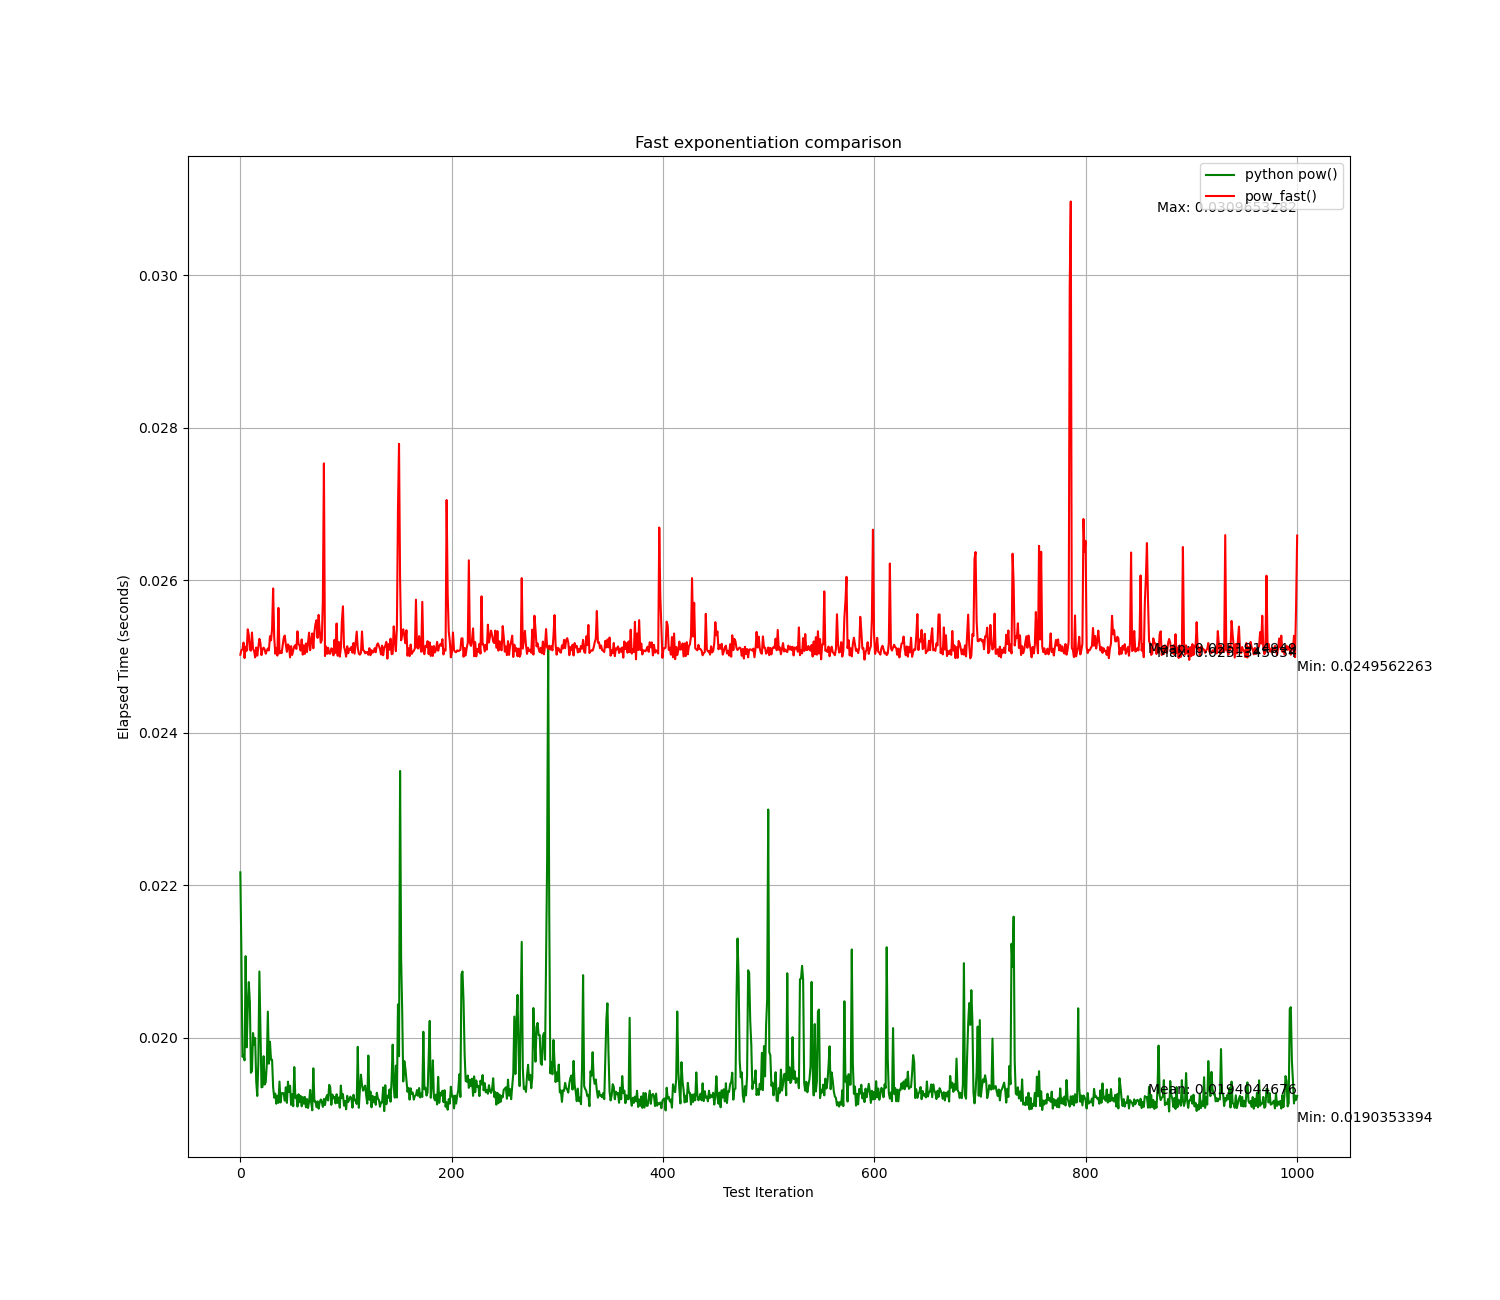 Fast exponentiation comparison
python pow()
pow_fast()
Max: 0.0309653282
0.030
0.028
0.026
0.024
0.022
0.020
Elapsed Time (seconds)
Min: 0.0249562263
Mean: 0.0194044676
Min: 0.0190353394
0
200
400
600
800
1000
Test Iteration